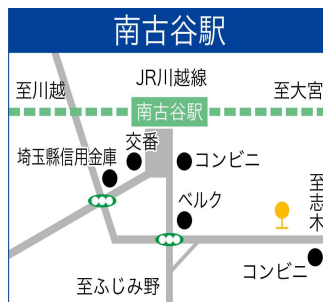 南古谷駅
JR川越線
至川越
至大宮
南古谷駅
交番
埼玉縣信用金庫
コンビニ
ベルク
至志木
コンビニ
至ふじみ野